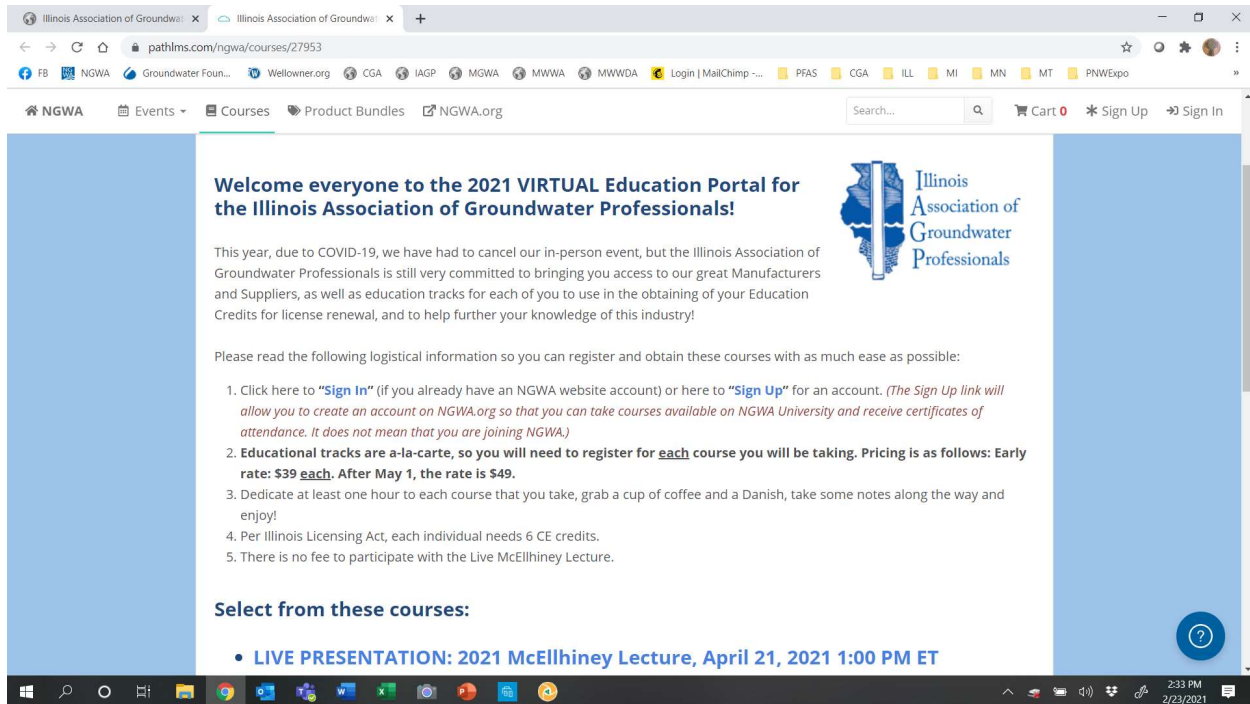 Illinois Association of Groundwat
Illinois Association of Groundwat
pathlms.com/ngwa/courses/27953
FB NGWA Groundwater Foun... Wellowner.org CGA IAGP MGWA MWWA MWWDA Login | MailChimp -... PFAS CGA ILL MI MN MT PNWExpo »
NGWA Events Courses Product Bundles NGWA.org Search... Cart 0 Sign Up Sign In
Welcome everyone to the 2021 VIRTUAL Education Portal for
the Illinois Association of Groundwater Professionals!
Illinois
Association of
Groundwater
Professionals
This year, due to COVID-19, we have had to cancel our in-person event, but the Illinois Association of
Groundwater Professionals is still very committed to bringing you access to our great Manufacturers
and Suppliers, as well as education tracks for each of you to use in the obtaining of your Education
Credits for license renewal, and to help further your knowledge of this industry!
Please read the following logistical information so you can register and obtain these courses with as much ease as possible:
1. Click here to "Sign In" (if you already have an NGWA website account) or here to "Sign Up" for an account. (The Sign Up link will
allow you to create an account on NGWA.org so that you can take courses available on NGWA University and receive certificates of
attendance. It does not mean that you are joining NGWA.)
2. Educational tracks are a-la-carte, so you will need to register for each course you will be taking. Pricing is as follows: Early
rate: $39 each. After May 1, the rate is $49.
3. Dedicate at least one hour to each course that you take, grab a cup of coffee and a Danish, take some notes along the way and
enjoy!
4. Per Illinois Licensing Act, each individual needs 6 CE credits.
5. There is no fee to participate with the Live McEllhiney Lecture.
Select from these courses:
• LIVE PRESENTATION: 2021 McEllhiney Lecture, April 21, 2021 1:00 PM ET
2:33 PM
2/23/2021